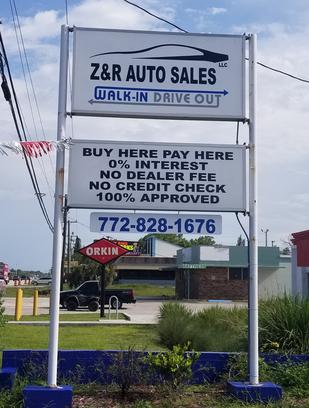 Z&R AUTO SALES LLC
WALK-IN DRIVE OUT
BUY HERE PAY HERE
0% INTEREST
NO DEALER FEE
NO CREDIT CHECK
100% APPROVED
772-828-1676
ORKIN